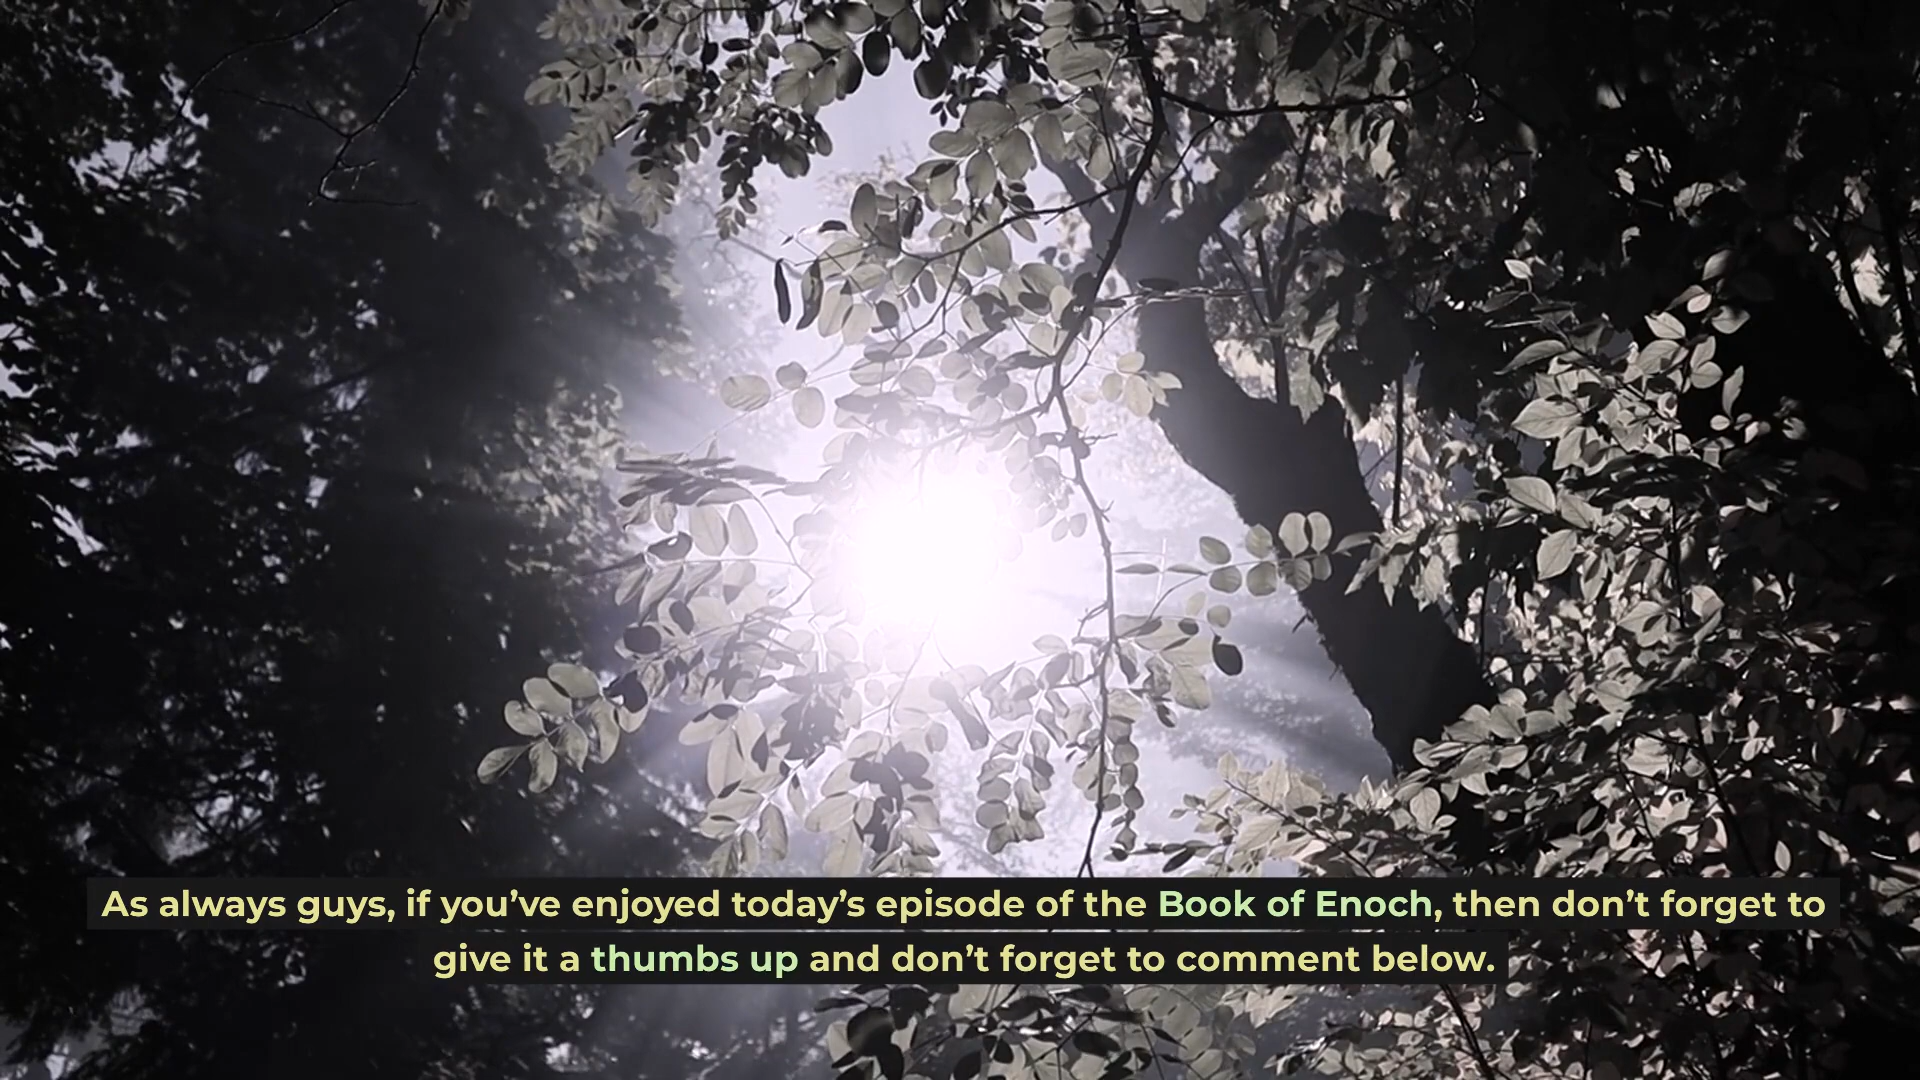 As always guys, if you’ve enjoyed today’s episode of the Book of Enoch, then don’t forget to
give it a thumbs up and don’t forget to comment below.